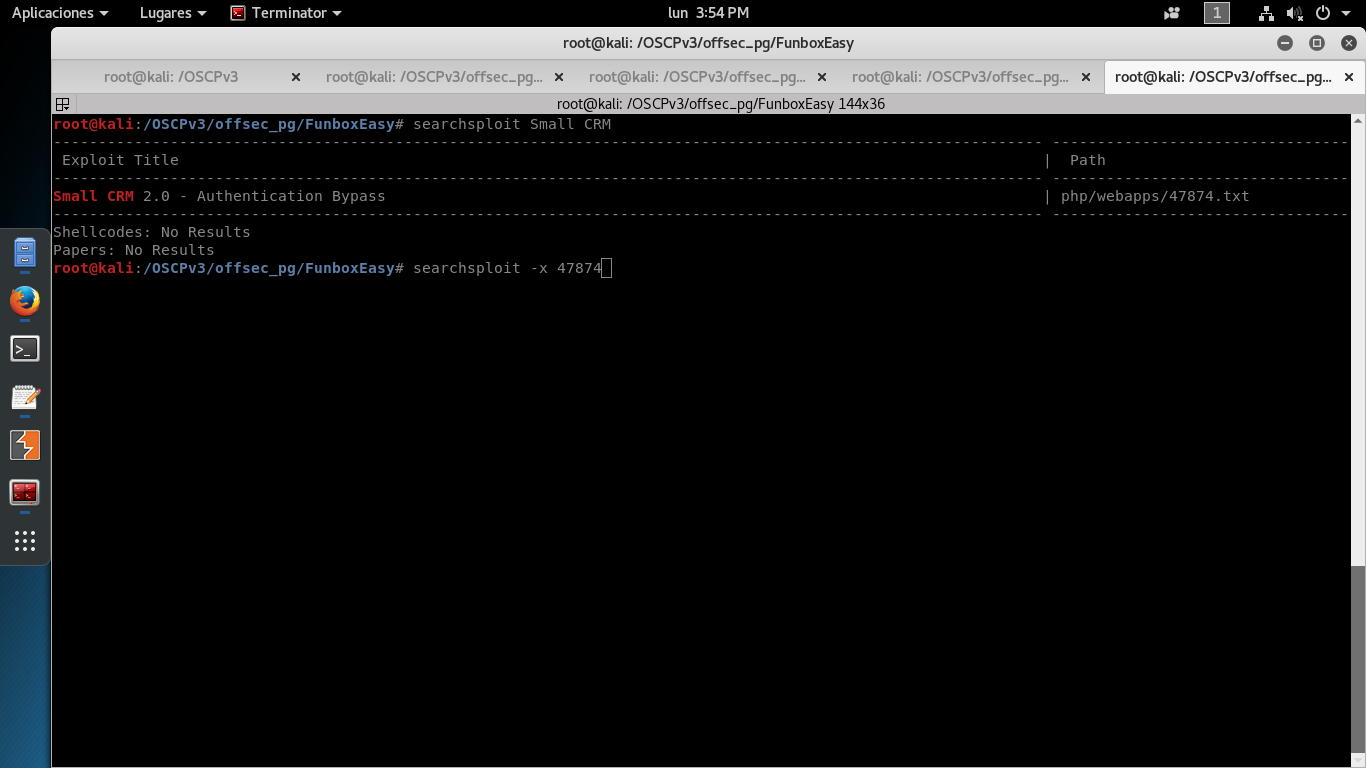 Aplicaciones Lugares Terminator lun 3:54 PM 1
root@kali: /OSCPv3/offsec_pg/FunboxEasy
root@kali: /OSCPv3 root@kali: /OSCPv3/offsec_pg... root@kali: /OSCPv3/offsec_pg... root@kali: /OSCPv3/offsec_pg... root@kali: /OSCPv3/offsec_pg...
root@kali: /OSCPv3/offsec_pg/FunboxEasy 144x36
root@kali:/OSCPv3/offsec_pg/FunboxEasy# searchsploit Small CRM
Exploit Title | Path
Small CRM 2.0 - Authentication Bypass | php/webapps/47874.txt
Shellcodes: No Results
Papers: No Results
root@kali:/OSCPv3/offsec_pg/FunboxEasy# searchsploit -x 47874